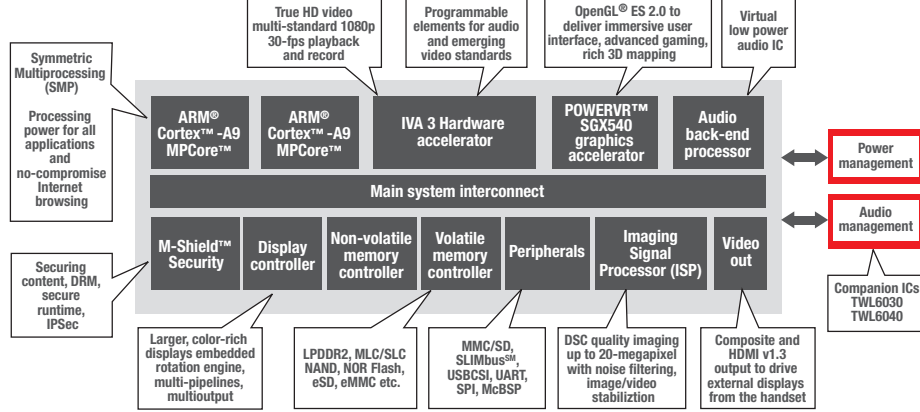 True HD video
multi-standard 1080p
30-fps playback
and record
Programmable
elements for audio
and emerging
video standards
OpenGL® ES 2.0 to
deliver immersive user
interface, advanced gaming,
rich 3D mapping
Virtual
low power
audio IC
Symmetric
Multiprocessing
(SMP)
Processing
power for all
applications
and
no-compromise
Internet
browsing
ARM®
Cortex™ -A9
MPCore™
ARM®
Cortex™ -A9
MPCore™
IVA 3 Hardware
accelerator
POWERVR™
SGX540
graphics
accelerator
Audio
back-end
processor
Power
management
Main system interconnect
Audio
management
M-Shield™
Security
Display
controller
Non-volatile
memory
controller
Volatile
memory
controller
Peripherals
Imaging
Signal
Processor (ISP)
Video
out
Securing
content, DRM,
secure
runtime,
IPSec
Companion ICs
TWL6030
TWL6040
Larger, color-rich
displays embedded
rotation engine,
multi-pipelines,
multioutput
LPDDR2, MLC/SLC
NAND, NOR Flash,
eSD, eMMC etc.
MMC/SD,
SLIMbus℠,
USBCSI, UART,
SPI, McBSP
DSC quality imaging
up to 20-megapixel
with noise filtering,
image/video
stabiliztion
Composite and
HDMI v1.3
output to drive
external displays
from the handset